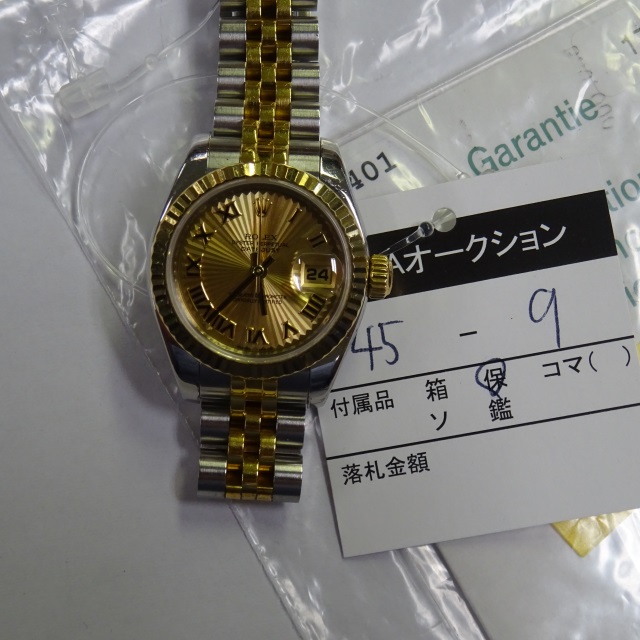 Garantie
401
Aオークション
45 - 9
付属品 箱 保 コマ( )
ソ 鑑
落札金額
24